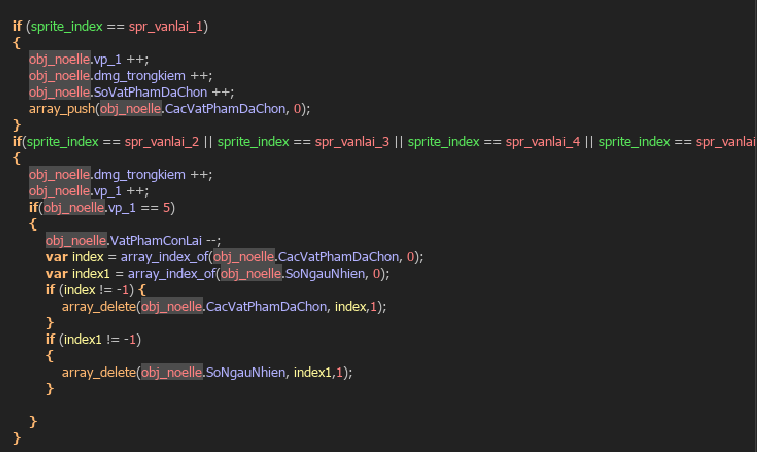 if (sprite_index == spr_vanlai_1)
{
obj_noelle.vp_1 ++;
obj_noelle.dmg_trongkiem ++;
obj_noelle.SoVatPhamDaChon ++;
array_push(obj_noelle.CacVatPhamDaChon, 0);
}
if(sprite_index == spr_vanlai_2 || sprite_index == spr_vanlai_3 || sprite_index == spr_vanlai_4 || sprite_index == spr_vanlai
{
obj_noelle.dmg_trongkiem ++;
obj_noelle.vp_1 ++;
if(obj_noelle.vp_1 == 5)
{
obj_noelle.VatPhamConLai --;
var index = array_index_of(obj_noelle.CacVatPhamDaChon, 0);
var index1 = array_index_of(obj_noelle.SoNgauNhien, 0);
if (index != -1) {
array_delete(obj_noelle.CacVatPhamDaChon, index,1);
}
if (index1 != -1)
{
array_delete(obj_noelle.SoNgauNhien, index1,1);
}
}
}